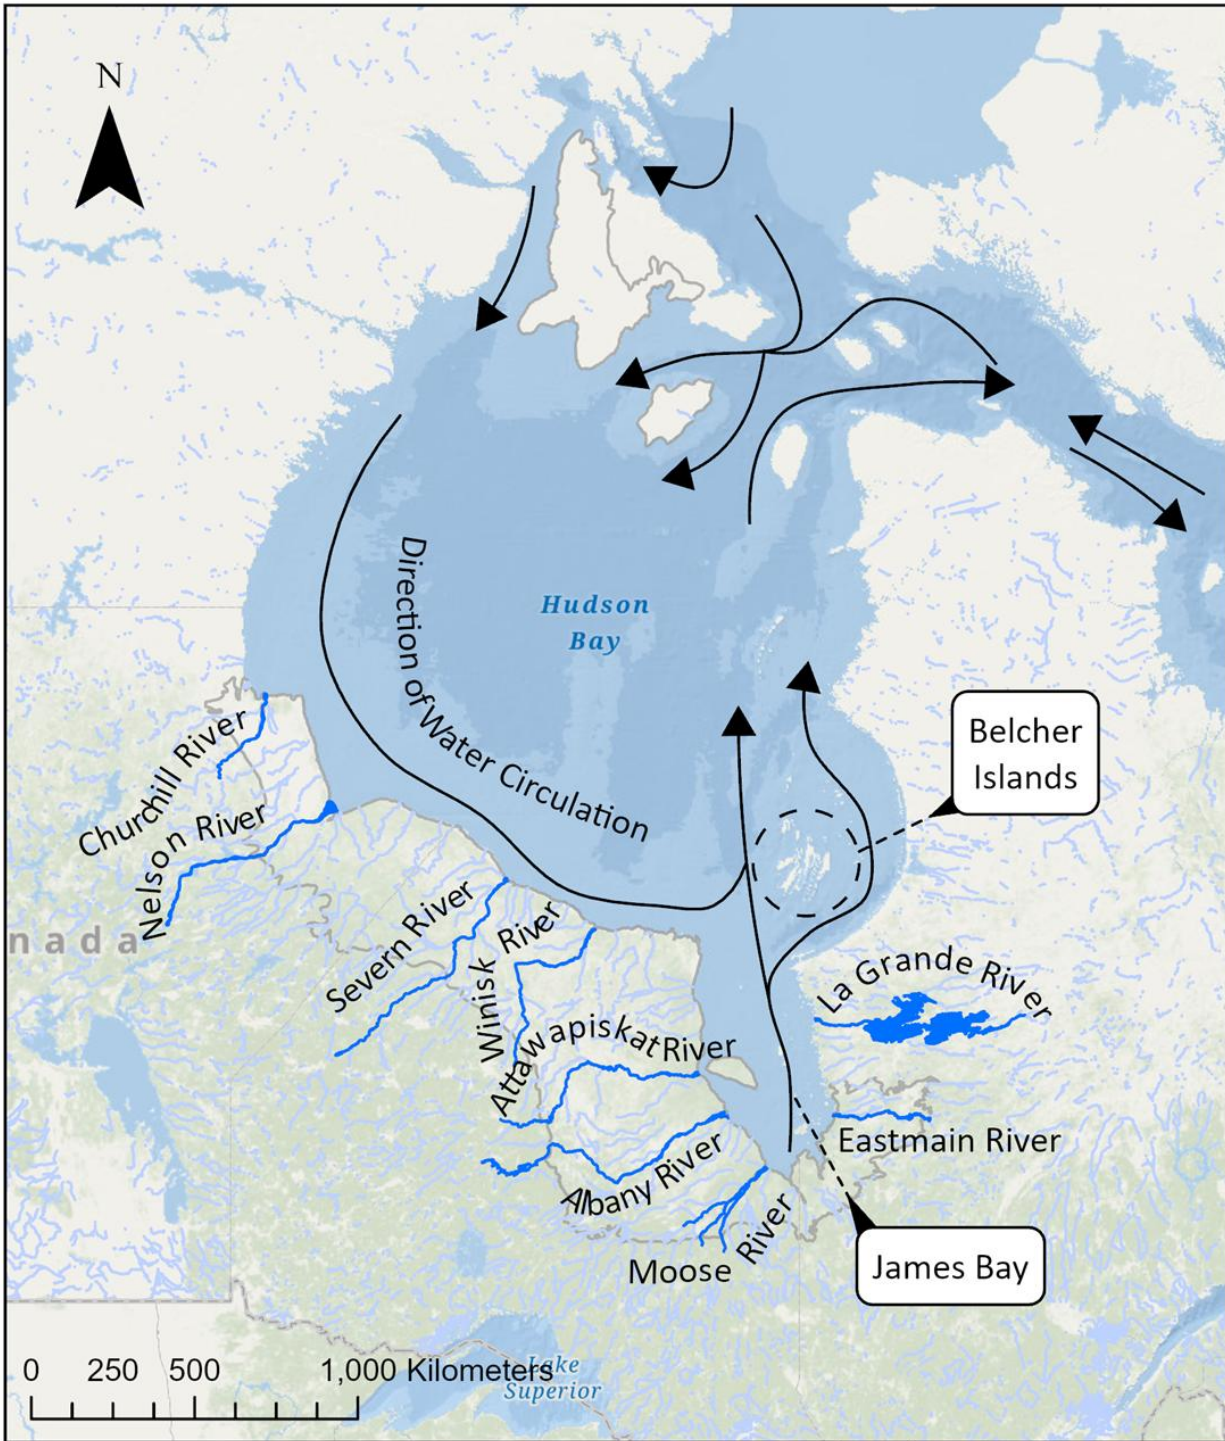 N
Hudson
Bay
Direction of Water Circulation
Belcher
Islands
Churchill River
Nelson River
nada
Severn River
Winisk River
La Grande River
Attawapiskat River
Eastmain River
Albany River
Moose River
James Bay
0 250 500 1,000 Kilometers
Lake
Superior